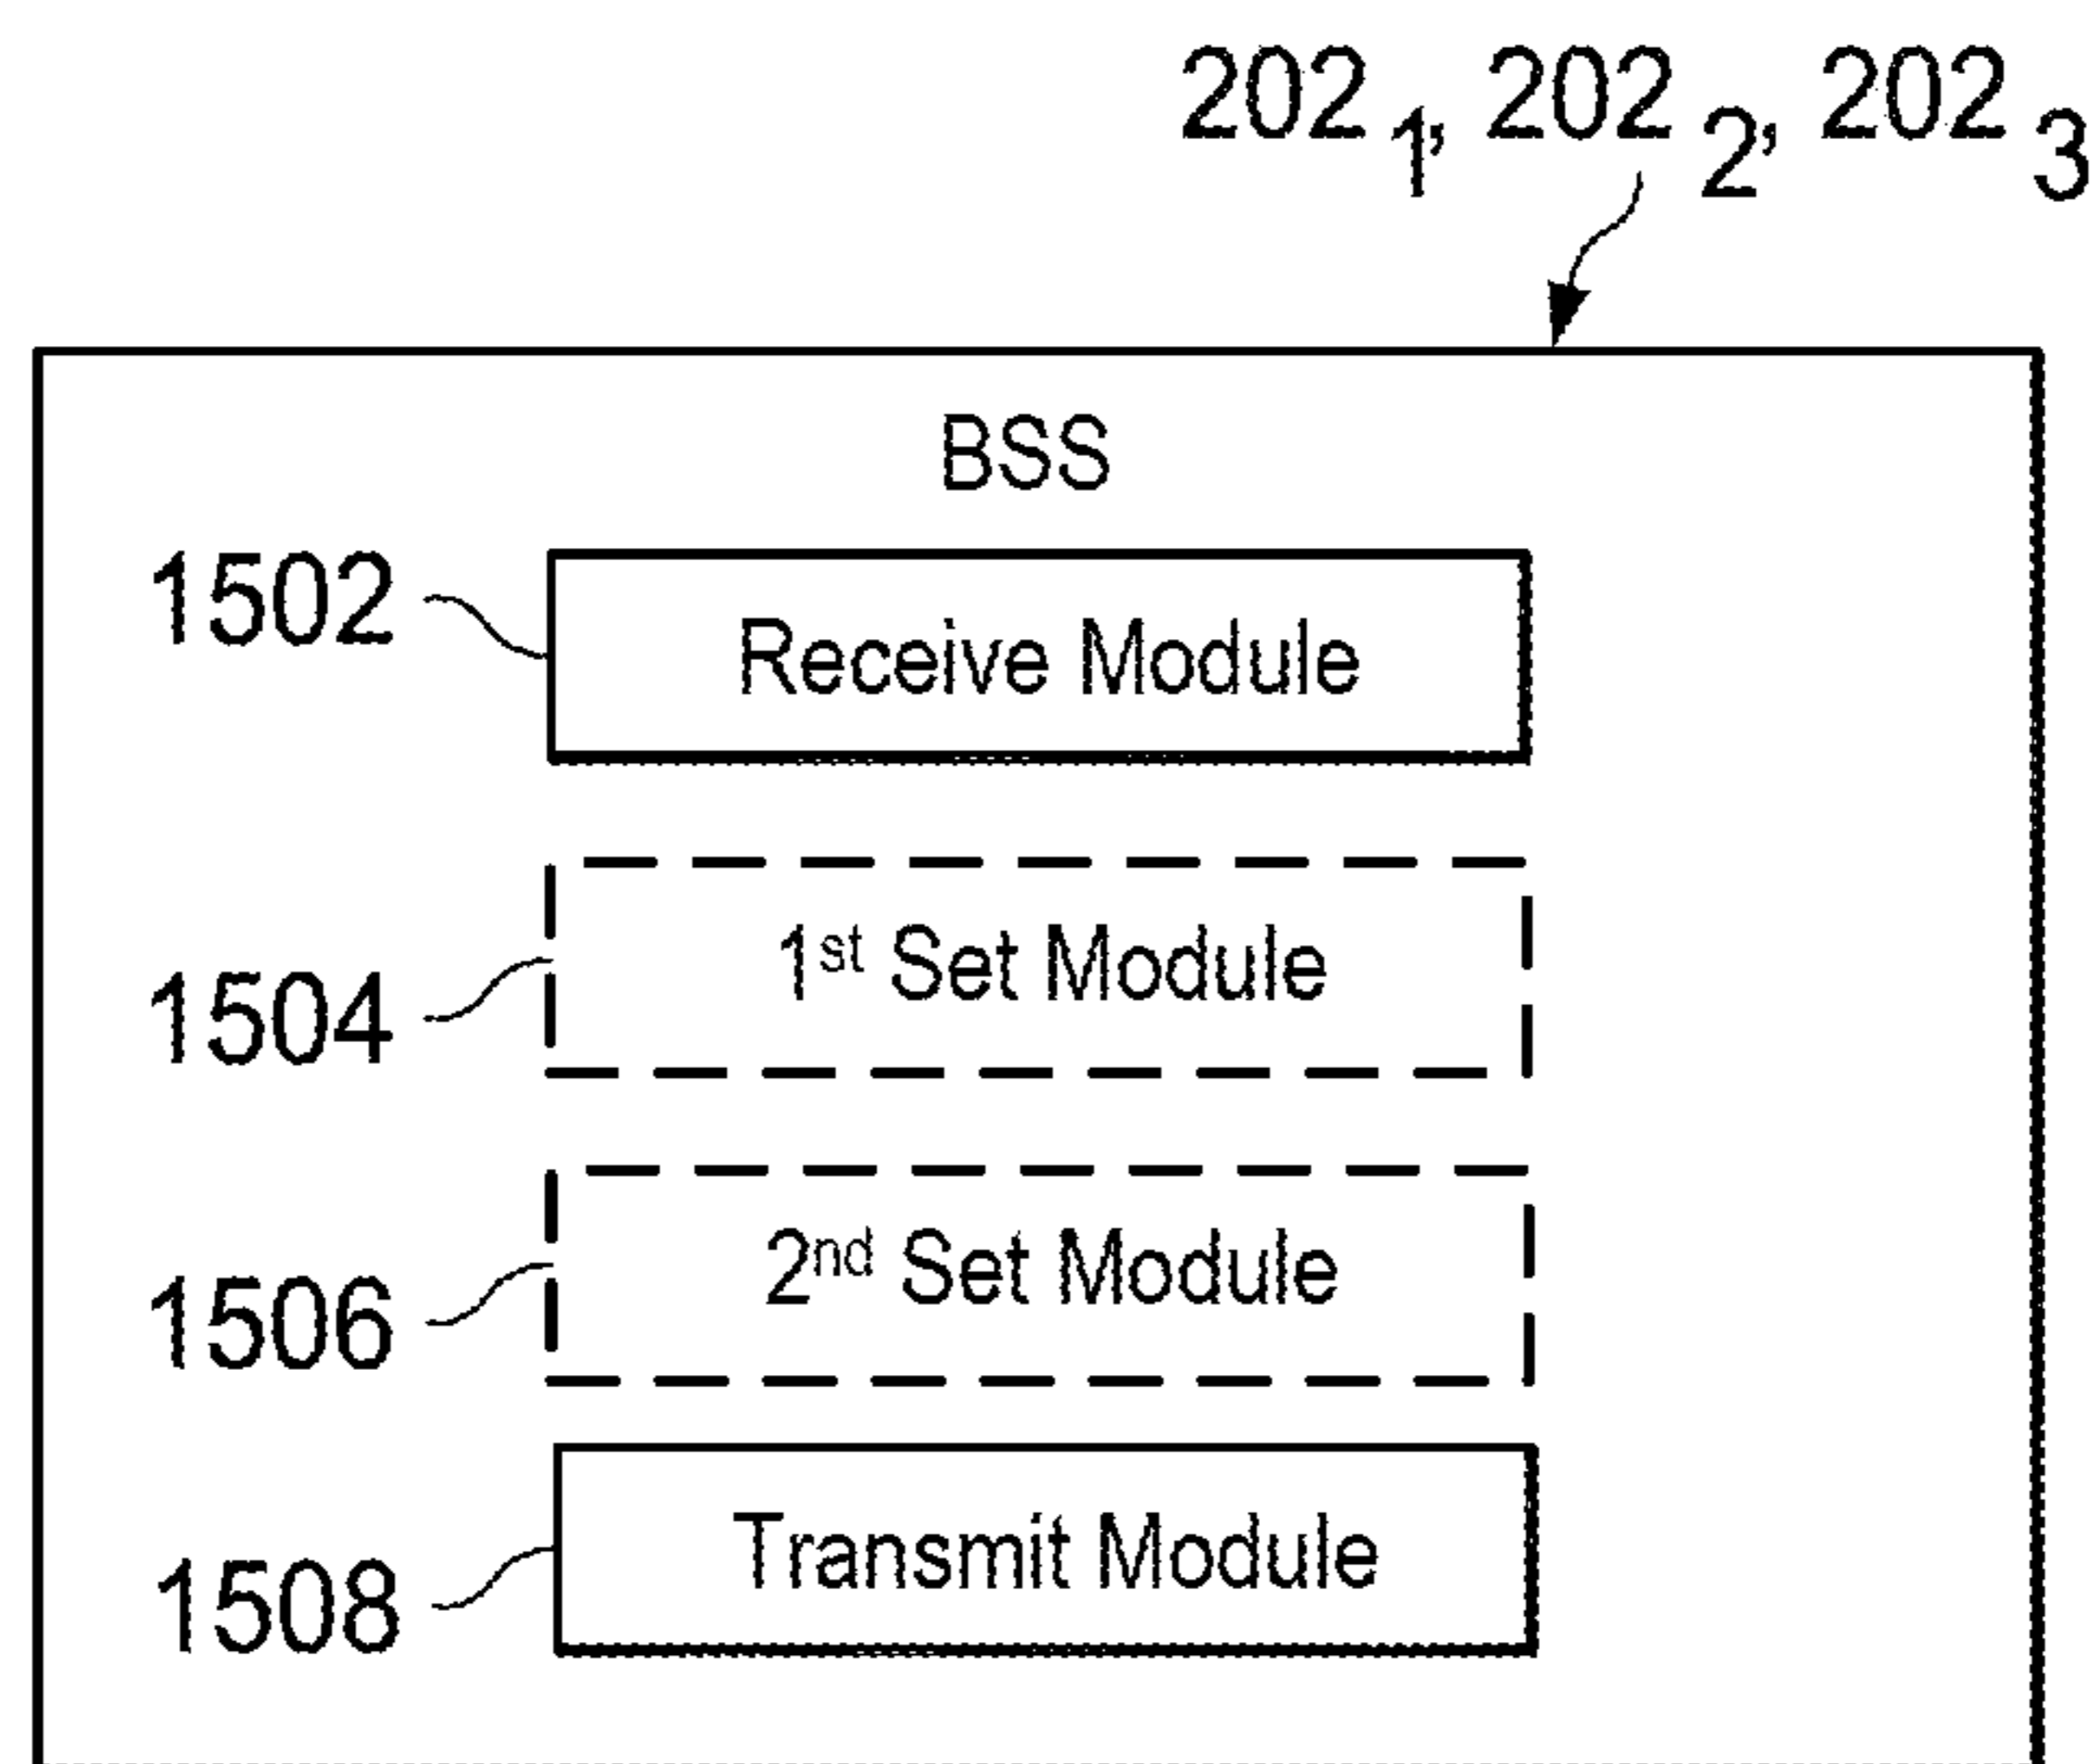 202 1, 202 2, 202 3
BSS
1502
Receive Module
1504
1st Set Module
1506
2nd Set Module
1508
Transmit Module